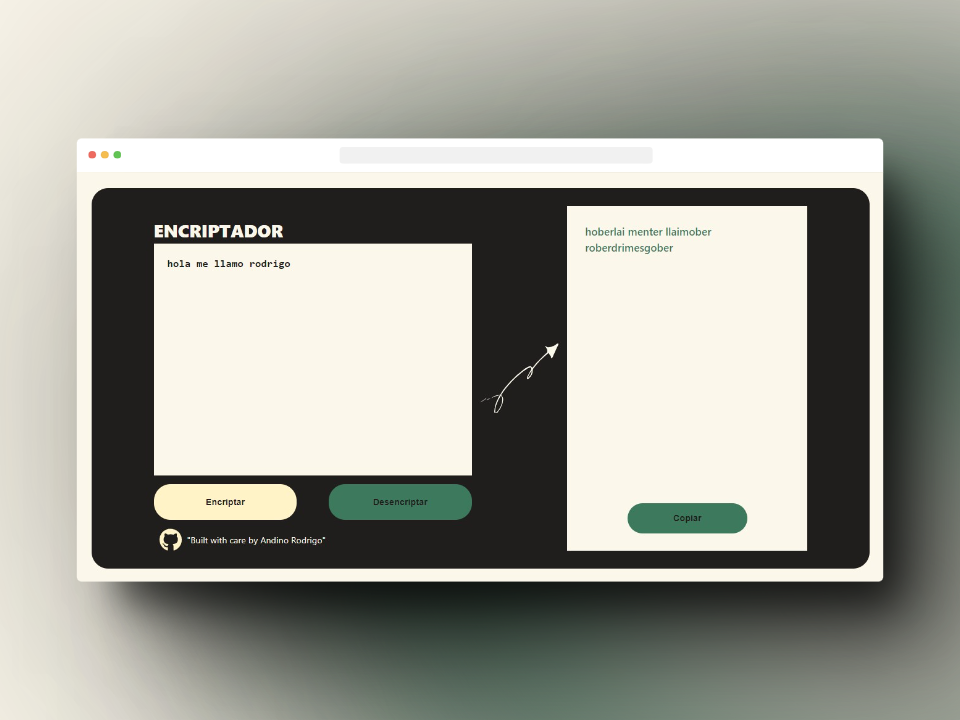 ENCRIPTADOR
hola me llamo rodrigo
Encriptar
Desencriptar
"Built with care by Andino Rodrigo"
hoberlai menter llaimober
roberdrimesgober
Copiar